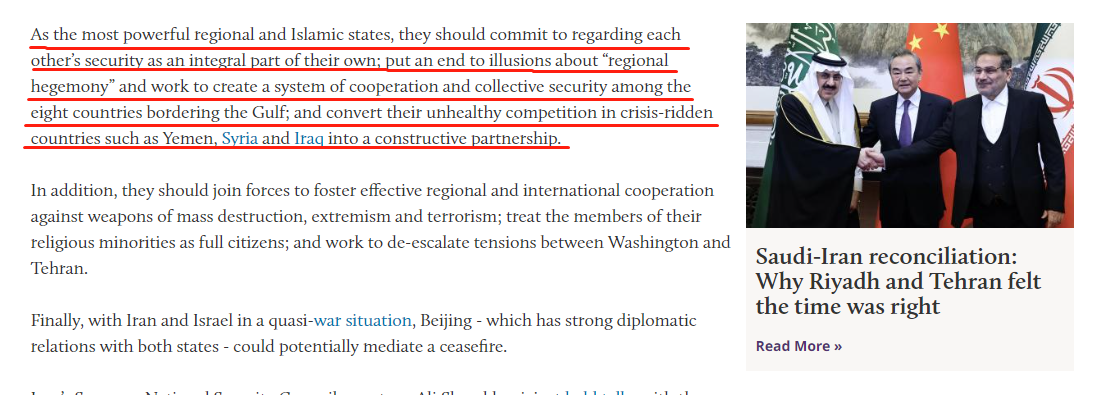 As the most powerful regional and Islamic states, they should commit to regarding each
other's security as an integral part of their own; put an end to illusions about “regional
hegemony” and work to create a system of cooperation and collective security among the
eight countries bordering the Gulf; and convert their unhealthy competition in crisis-ridden
countries such as Yemen, Syria and Iraq into a constructive partnership.
In addition, they should join forces to foster effective regional and international cooperation
against weapons of mass destruction, extremism and terrorism; treat the members of their
religious minorities as full citizens; and work to de-escalate tensions between Washington and
Tehran.
Finally, with Iran and Israel in a quasi-war situation, Beijing - which has strong diplomatic
relations with both states - could potentially mediate a ceasefire.
Saudi-Iran reconciliation:
Why Riyadh and Tehran felt
the time was right
Read More »